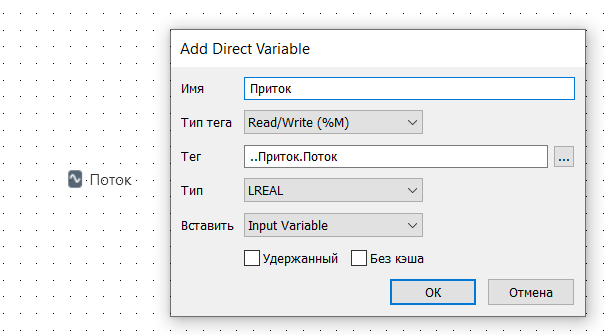 Add Direct Variable
Имя Приток
Тип тега Read/Write (%M)
Тег ..Приток.Поток ...
Поток
Тип LREAL
Вставить Input Variable
Удержанный Без кэша
OK Отмена